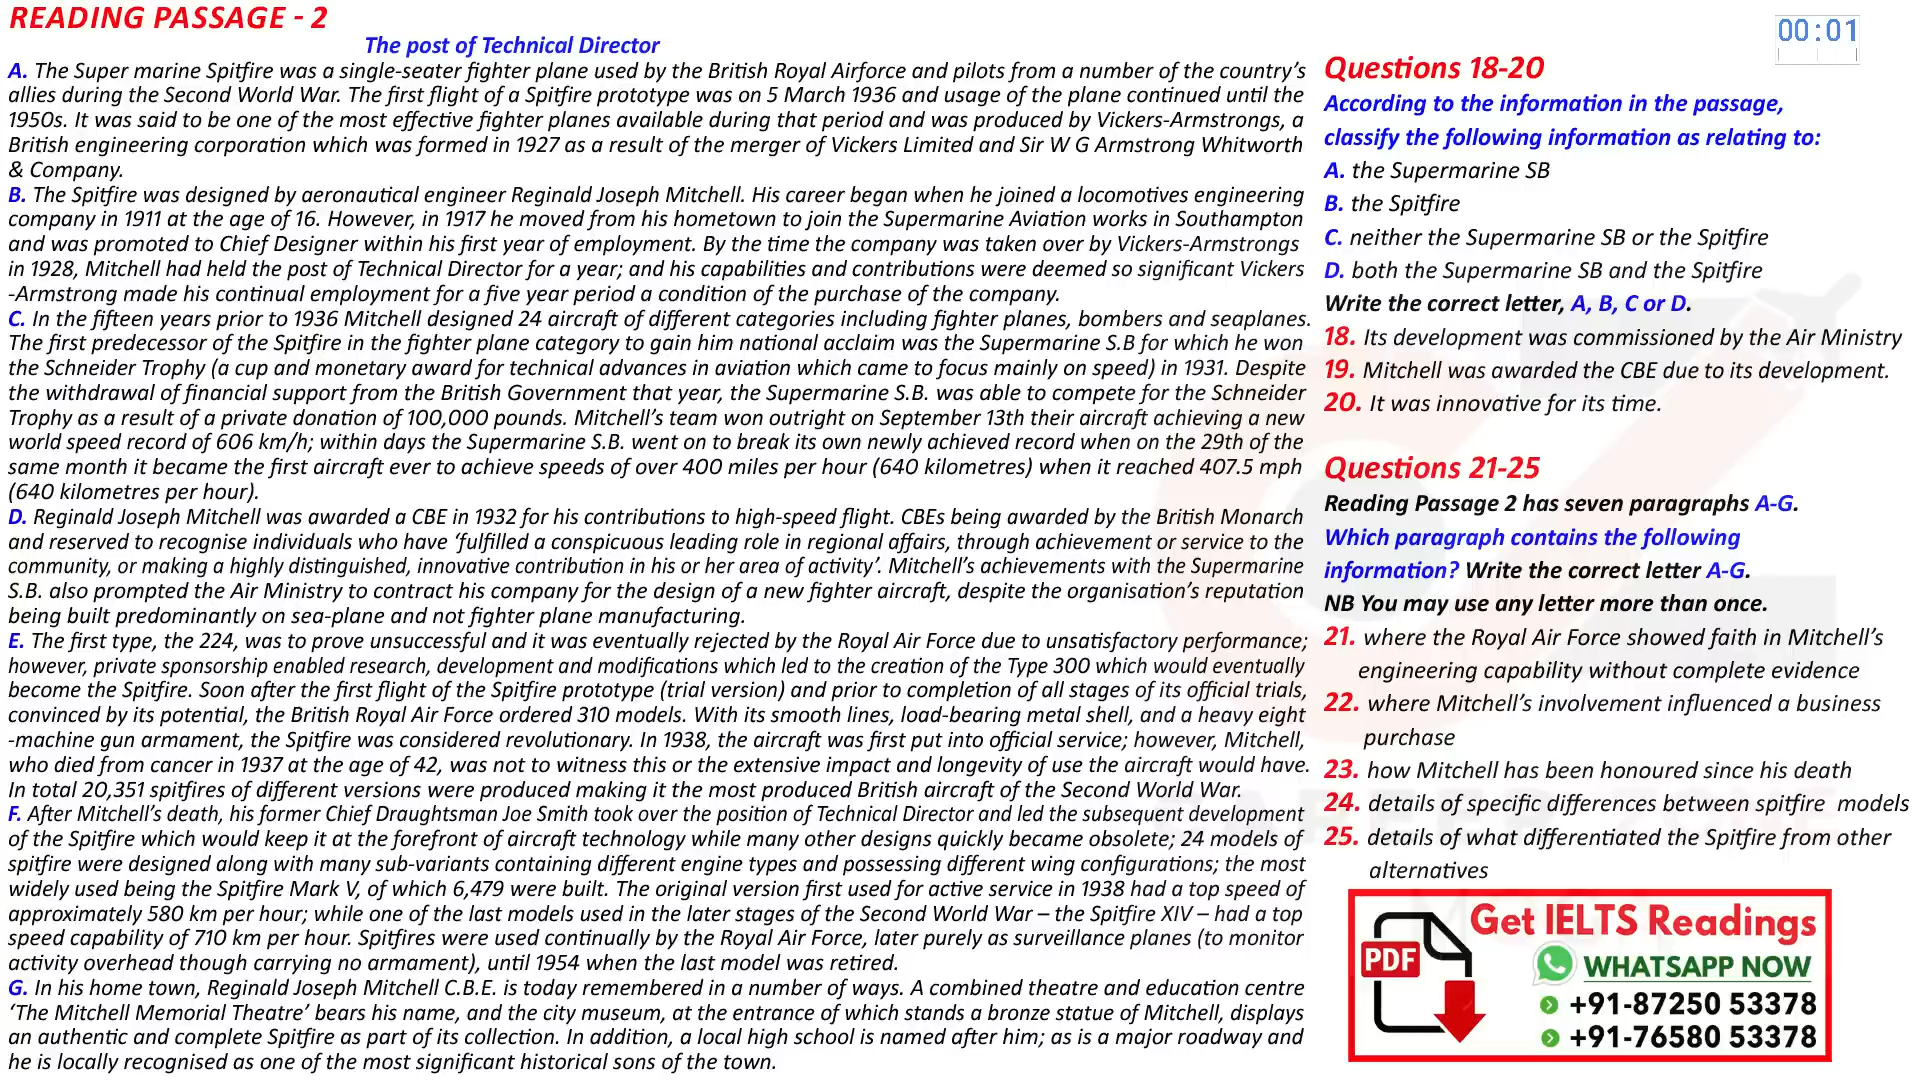 READING PASSAGE - 2
The post of Technical Director
A. The Super marine Spitfire was a single-seater fighter plane used by the British Royal Airforce and pilots from a number of the country's
allies during the Second World War. The first flight of a Spitfire prototype was on 5 March 1936 and usage of the plane continued until the
1950s. It was said to be one of the most effective fighter planes available during that period and was produced by Vickers-Armstrongs, a
British engineering corporation which was formed in 1927 as a result of the merger of Vickers Limited and Sir W G Armstrong Whitworth
& Company.
B. The Spitfire was designed by aeronautical engineer Reginald Joseph Mitchell. His career began when he joined a locomotives engineering
company in 1911 at the age of 16. However, in 1917 he moved from his hometown to join the Supermarine Aviation works in Southampton
and was promoted to Chief Designer within his first year of employment. By the time the company was taken over by Vickers-Armstrongs
in 1928, Mitchell had held the post of Technical Director for a year; and his capabilities and contributions were deemed so significant Vickers
-Armstrong made his continual employment for a five year period a condition of the purchase of the company.
C. In the fifteen years prior to 1936 Mitchell designed 24 aircraft of different categories including fighter planes, bombers and seaplanes.
The first predecessor of the Spitfire in the fighter plane category to gain him national acclaim was the Supermarine S.B for which he won
the Schneider Trophy (a cup and monetary award for technical advances in aviation which came to focus mainly on speed) in 1931. Despite
the withdrawal of financial support from the British Government that year, the Supermarine S.B. was able to compete for the Schneider
Trophy as a result of a private donation of 100,000 pounds. Mitchell's team won outright on September 13th their aircraft achieving a new
world speed record of 606 km/h; within days the Supermarine S.B. went on to break its own newly achieved record when on the 29th of the
same month it became the first aircraft ever to achieve speeds of over 400 miles per hour (640 kilometres) when it reached 407.5 mph
(640 kilometres per hour).
D. Reginald Joseph Mitchell was awarded a CBE in 1932 for his contributions to high-speed flight. CBEs being awarded by the British Monarch
and reserved to recognise individuals who have 'fulfilled a conspicuous leading role in regional affairs, through achievement or service to the
community, or making a highly distinguished, innovative contribution in his or her area of activity'. Mitchell's achievements with the Supermarine
S.B. also prompted the Air Ministry to contract his company for the design of a new fighter aircraft, despite the organisation's reputation
being built predominantly on sea-plane and not fighter plane manufacturing.
E. The first type, the 224, was to prove unsuccessful and it was eventually rejected by the Royal Air Force due to unsatisfactory performance;
however, private sponsorship enabled research, development and modifications which led to the creation of the Type 300 which would eventually
become the Spitfire. Soon after the first flight of the Spitfire prototype (trial version) and prior to completion of all stages of its official trials,
convinced by its potential, the British Royal Air Force ordered 310 models. With its smooth lines, load-bearing metal shell, and a heavy eight
-machine gun armament, the Spitfire was considered revolutionary. In 1938, the aircraft was first put into official service; however, Mitchell,
who died from cancer in 1937 at the age of 42, was not to witness this or the extensive impact and longevity of use the aircraft would have.
In total 20,351 spitfires of different versions were produced making it the most produced British aircraft of the Second World War.
F. After Mitchell's death, his former Chief Draughtsman Joe Smith took over the position of Technical Director and led the subsequent development
of the Spitfire which would keep it at the forefront of aircraft technology while many other designs quickly became obsolete; 24 models of
spitfire were designed along with many sub-variants containing different engine types and possessing different wing configurations; the most
widely used being the Spitfire Mark V, of which 6,479 were built. The original version first used for active service in 1938 had a top speed of
approximately 580 km per hour; while one of the last models used in the later stages of the Second World War – the Spitfire XIV – had a top
speed capability of 710 km per hour. Spitfires were used continually by the Royal Air Force, later purely as surveillance planes (to monitor
activity overhead though carrying no armament), until 1954 when the last model was retired.
G. In his home town, Reginald Joseph Mitchell C.B.E. is today remembered in a number of ways. A combined theatre and education centre
'The Mitchell Memorial Theatre' bears his name, and the city museum, at the entrance of which stands a bronze statue of Mitchell, displays
an authentic and complete Spitfire as part of its collection. In addition, a local high school is named after him; as is a major roadway and
he is locally recognised as one of the most significant historical sons of the town.
00:01
Questions 18-20
According to the information in the passage,
classify the following information as relating to:
A. the Supermarine SB
B. the Spitfire
C. neither the Supermarine SB or the Spitfire
D. both the Supermarine SB and the Spitfire
Write the correct letter, A, B, C or D.
18. Its development was commissioned by the Air Ministry
19. Mitchell was awarded the CBE due to its development.
20. It was innovative for its time.
Questions 21-25
Reading Passage 2 has seven paragraphs A-G.
Which paragraph contains the following
information? Write the correct letter A-G.
NB You may use any letter more than once.
21. where the Royal Air Force showed faith in Mitchell's
engineering capability without complete evidence
22. where Mitchell's involvement influenced a business
purchase
23. how Mitchell has been honoured since his death
24. details of specific differences between spitfire models
25. details of what differentiated the Spitfire from other
alternatives
PDF
Get IELTS Readings
WHATSAPP NOW
+91-87250 53378
+91-76580 53378